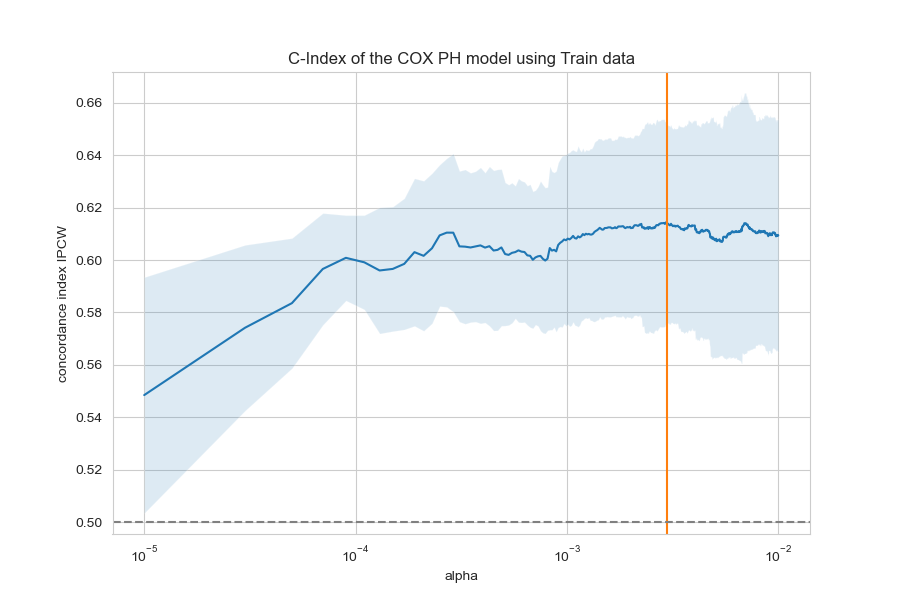 C-Index of the COX PH model using Train data
concordance index IPCW
0.66
0.64
0.62
0.60
0.58
0.56
0.54
0.52
0.50
10⁻⁵ 10⁻⁴ 10⁻³ 10⁻²
alpha